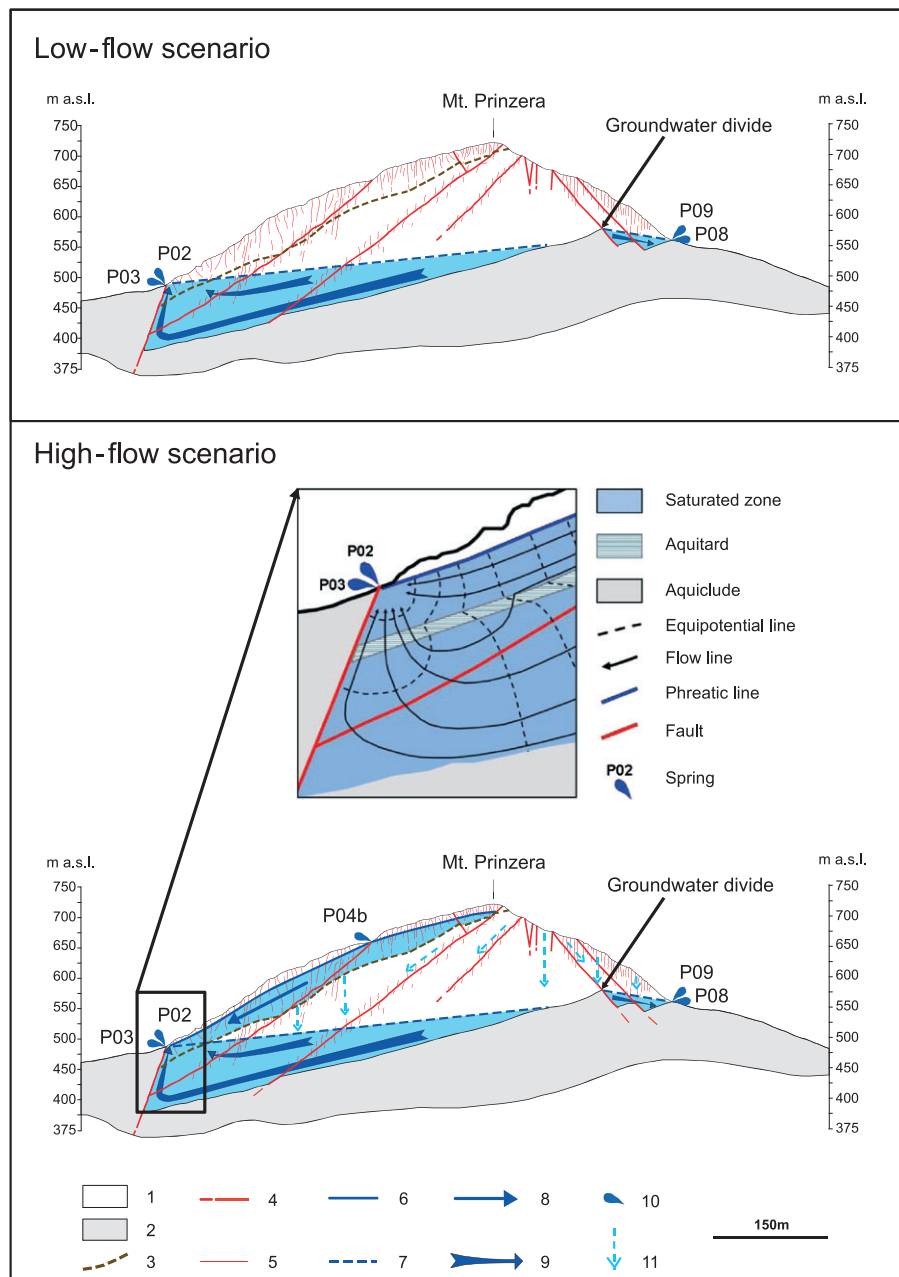 Low-flow scenario
m a.s.l.
Mt. Prinzera
m a.s.l.
Groundwater divide
750
700
650
600
550
500
450
400
375
750
700
650
600
550
500
450
400
375
P03
P02
P09
P08
High-flow scenario
P02
P03
Saturated zone
Aquitard
Aquiclude
Equipotential line
Flow line
Phreatic line
Fault
P02
Spring
m a.s.l.
Mt. Prinzera
m a.s.l.
Groundwater divide
750
700
650
600
550
500
450
400
375
750
700
650
600
550
500
450
400
375
P04b
P03
P02
P09
P08
1 4 6 8 10
2
3 5 7 9 11
150m